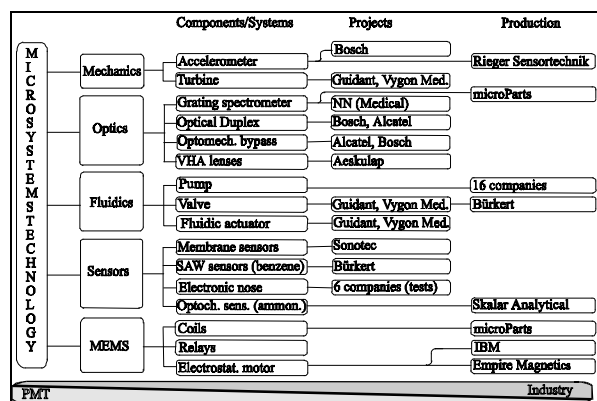 Components/Systems Projects Production
MICROSYSTEMSTECHNOLOGY
Mechanics
Accelerometer
Bosch
Rieger Sensortechnik
Turbine
Guidant, Vygon Med.
Optics
Grating spectrometer
NN (Medical)
microParts
Optical Duplex
Bosch, Alcatel
Optomech. bypass
Alcatel, Bosch
VHA lenses
Aeskulap
Fluidics
Pump
16 companies
Valve
Guidant, Vygon Med.
Bürkert
Fluidic actuator
Guidant, Vygon Med.
Sensors
Membrane sensors
Sonotec
SAW sensors (benzene)
Bürkert
Electronic nose
6 companies (tests)
Optoch. sens. (ammon.)
Skalar Analytical
MEMS
Coils
microParts
Relays
IBM
Electrostat. motor
Empire Magnetics
PMT
Industry